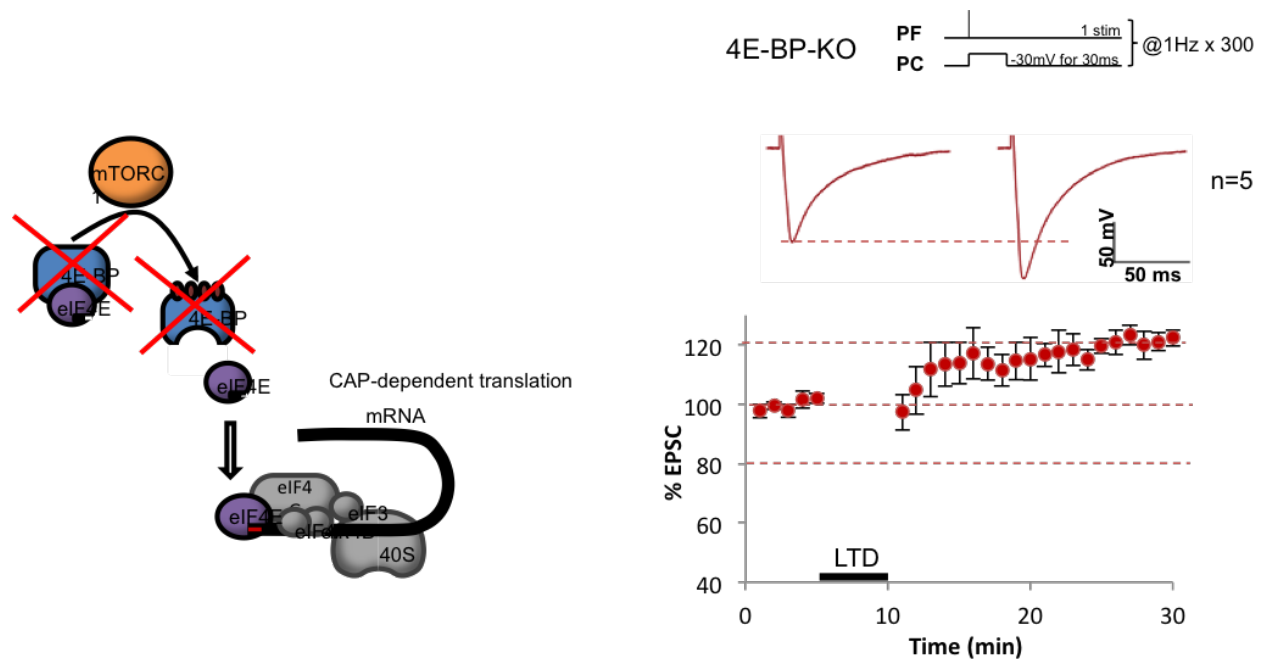 mTORC
1
4E-BP
eIF4E
4E-BP
eIF4E
CAP-dependent translation
mRNA
eIF4
eIF4E
eIF3
40S
4E-BP-KO
PF
1 stim
PC
-30mV for 30ms
@1Hz x 300
n=5
50 mV
50 ms
% EPSC
120
100
80
60
40
LTD
0
10
20
30
Time (min)